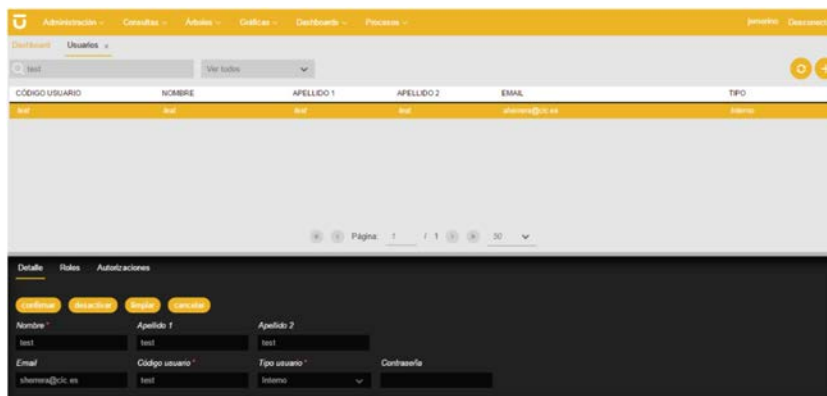 Administración Consultas Árboles Gráficas Dashboards Procesos Desconect
Dashboard Usuarios x
test Ver todos
CÓDIGO USUARIO NOMBRE APELLIDO 1 APELLIDO 2 EMAIL TIPO
test test test test sherrera@cic.es Interno
Página: 1 / 1 50
Detalle Roles Autorizaciones
confirmar desactivar limpiar cancelar
Nombre * Apellido 1 Apellido 2
test test test
Email Código usuario * Tipo usuario * Contraseña
sherrera@cic.es test Interno